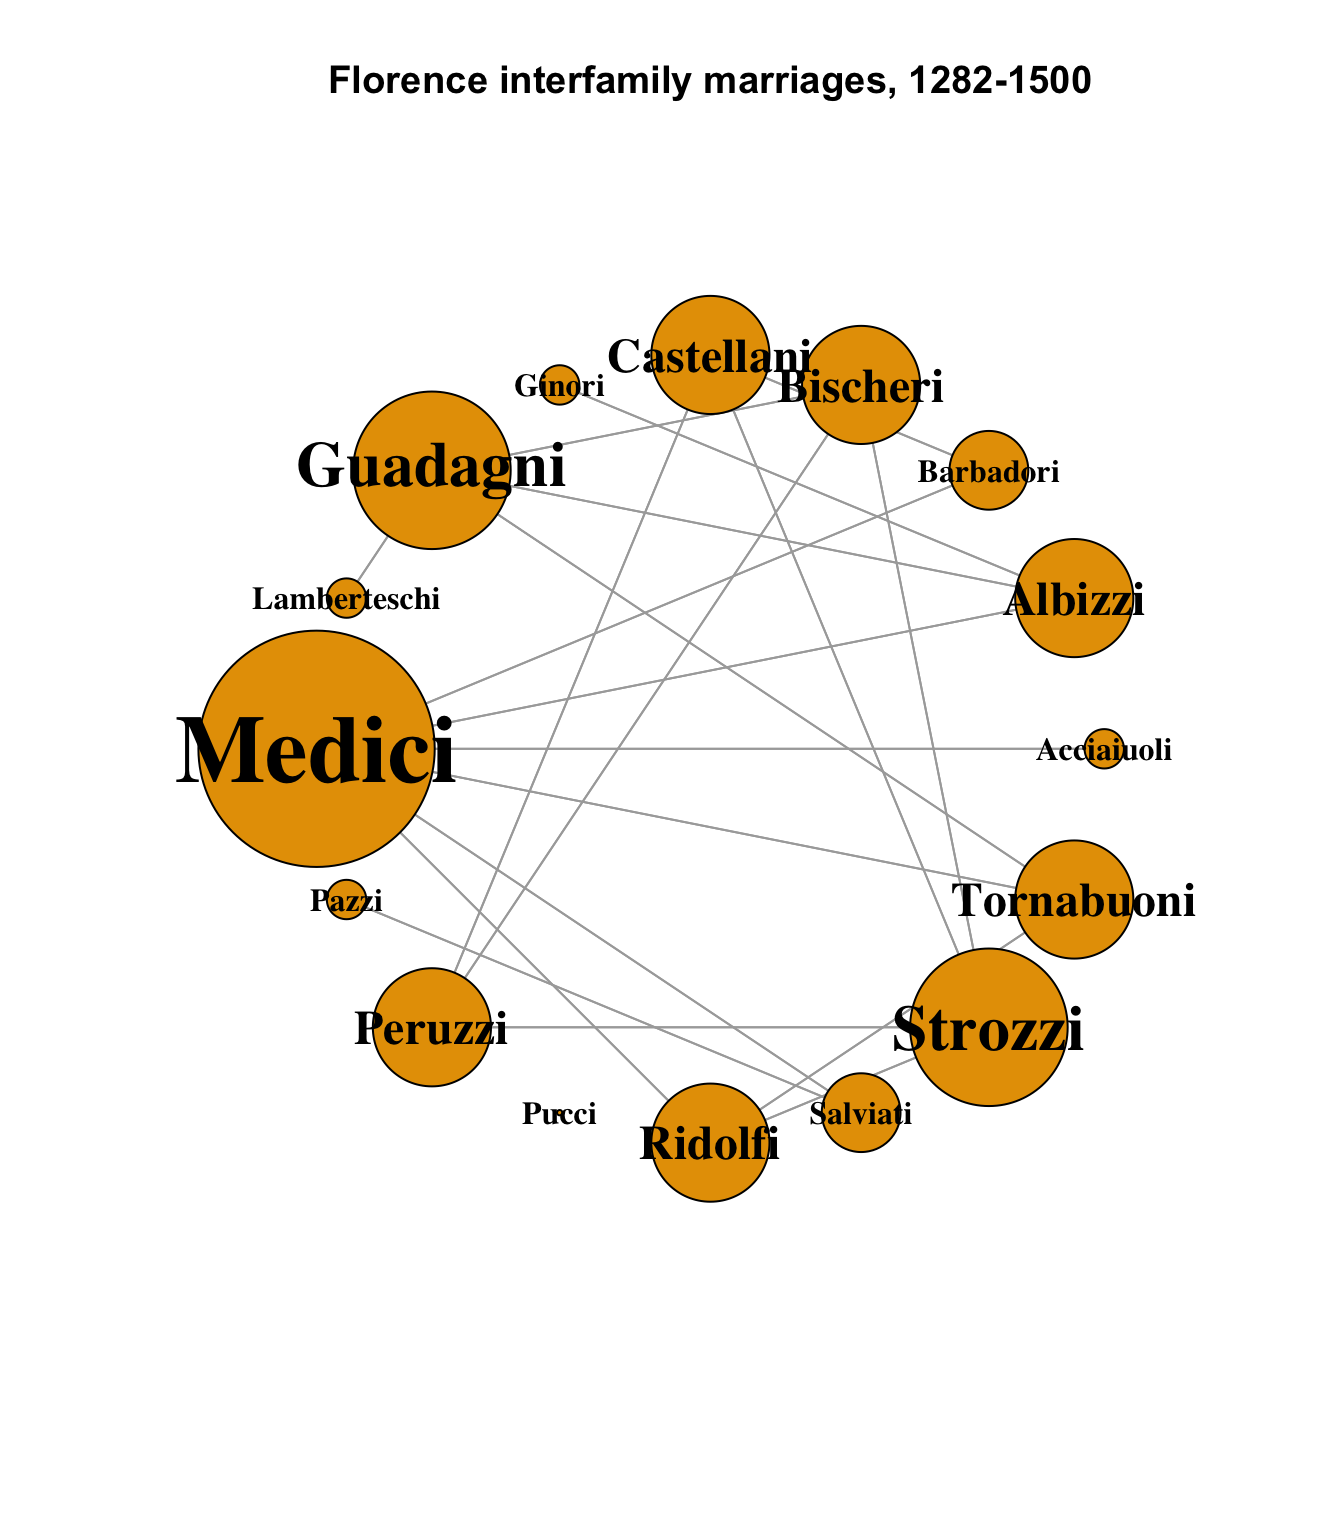 Florence interfamily marriages, 1282-1500
Castellani
Bischeri
Ginori
Guadagni
Barbadori
Lamberteschi
Albizzi
Medici
Acciaiuoli
Pazzi
Tornabuoni
Peruzzi
Strozzi
Pucci
Salviati
Ridolfi